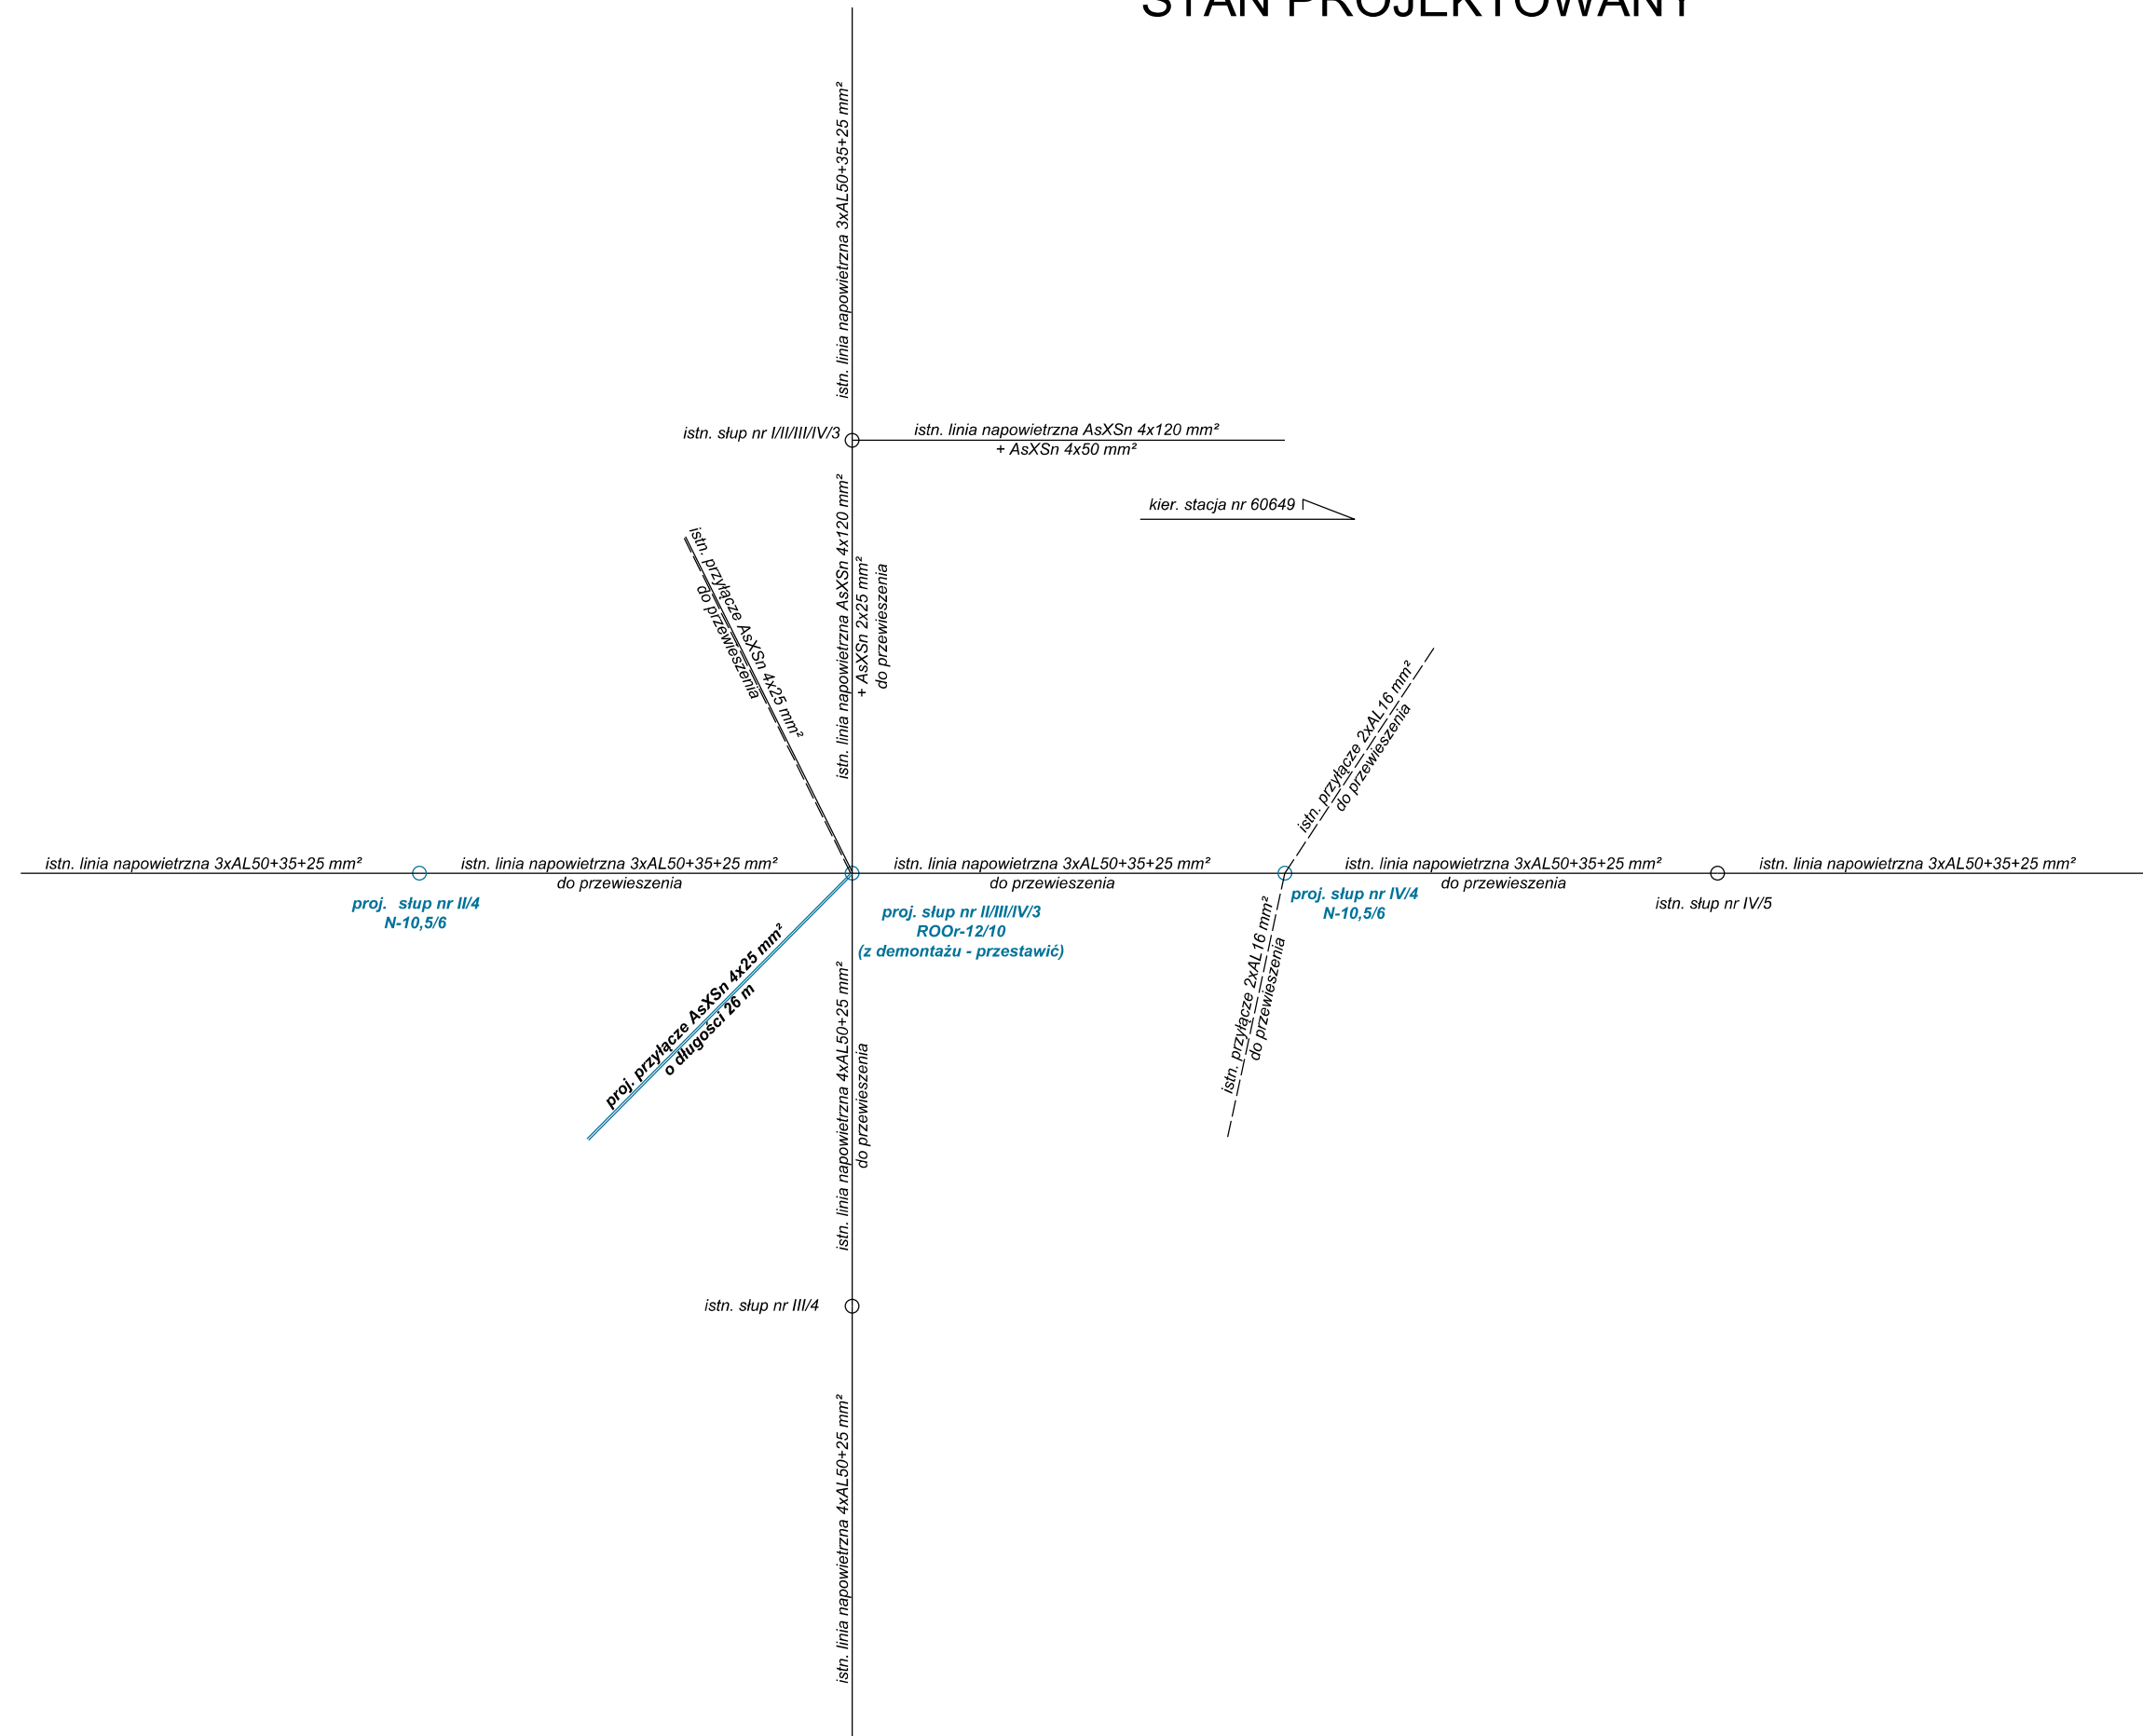 STAN PROJEKTOWANY
istn. linia napowietrzna 3xAL50+35+25 mm²
istn. słup nr I/II/III/IV/3
istn. linia napowietrzna AsXSn 4x120 mm²
+ AsXSn 4x50 mm²
kier. stacja nr 60649
istn. przyłącze AsXSn 4x25 mm²
do przewieszenia
istn. linia napowietrzna AsXSn 4x120 mm²
+ AsXSn 2x25 mm²
do przewieszenia
istn. przyłącze 2xAL16 mm²
do przewieszenia
istn. linia napowietrzna 3xAL50+35+25 mm²
istn. linia napowietrzna 3xAL50+35+25 mm²
do przewieszenia
istn. linia napowietrzna 3xAL50+35+25 mm²
do przewieszenia
istn. linia napowietrzna 3xAL50+35+25 mm²
do przewieszenia
istn. linia napowietrzna 3xAL50+35+25 mm²
proj. słup nr II/4
N-10,5/6
proj. słup nr II/III/IV/3
ROOr-12/10
(z demontażu - przestawić)
proj. słup nr IV/4
N-10,5/6
istn. słup nr IV/5
proj. przyłącze AsXSn 4x25 mm²
o długości 26 m
istn. linia napowietrzna 4xAL50+25 mm²
do przewieszenia
istn. przyłącze 2xAL16 mm²
do przewieszenia
istn. słup nr III/4
istn. linia napowietrzna 4xAL50+25 mm²